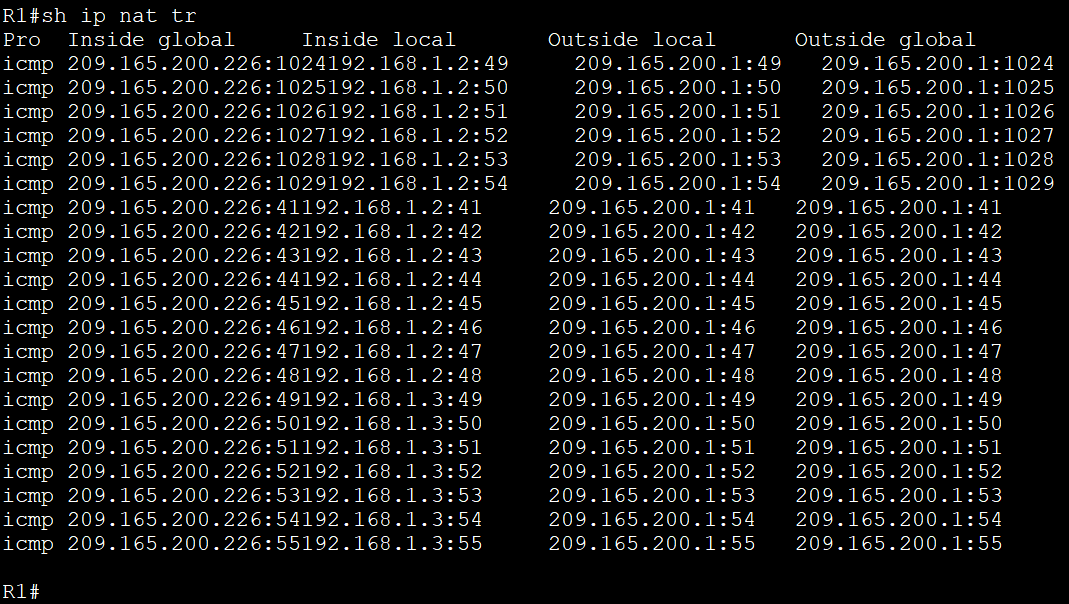 R1#sh ip nat tr
Pro  Inside global     Inside local       Outside local      Outside global
icmp 209.165.200.226:1024192.168.1.2:49     209.165.200.1:49   209.165.200.1:1024
icmp 209.165.200.226:1025192.168.1.2:50     209.165.200.1:50   209.165.200.1:1025
icmp 209.165.200.226:1026192.168.1.2:51     209.165.200.1:51   209.165.200.1:1026
icmp 209.165.200.226:1027192.168.1.2:52     209.165.200.1:52   209.165.200.1:1027
icmp 209.165.200.226:1028192.168.1.2:53     209.165.200.1:53   209.165.200.1:1028
icmp 209.165.200.226:1029192.168.1.2:54     209.165.200.1:54   209.165.200.1:1029
icmp 209.165.200.226:41192.168.1.2:41     209.165.200.1:41   209.165.200.1:41
icmp 209.165.200.226:42192.168.1.2:42     209.165.200.1:42   209.165.200.1:42
icmp 209.165.200.226:43192.168.1.2:43     209.165.200.1:43   209.165.200.1:43
icmp 209.165.200.226:44192.168.1.2:44     209.165.200.1:44   209.165.200.1:44
icmp 209.165.200.226:45192.168.1.2:45     209.165.200.1:45   209.165.200.1:45
icmp 209.165.200.226:46192.168.1.2:46     209.165.200.1:46   209.165.200.1:46
icmp 209.165.200.226:47192.168.1.2:47     209.165.200.1:47   209.165.200.1:47
icmp 209.165.200.226:48192.168.1.2:48     209.165.200.1:48   209.165.200.1:48
icmp 209.165.200.226:49192.168.1.3:49     209.165.200.1:49   209.165.200.1:49
icmp 209.165.200.226:50192.168.1.3:50     209.165.200.1:50   209.165.200.1:50
icmp 209.165.200.226:51192.168.1.3:51     209.165.200.1:51   209.165.200.1:51
icmp 209.165.200.226:52192.168.1.3:52     209.165.200.1:52   209.165.200.1:52
icmp 209.165.200.226:53192.168.1.3:53     209.165.200.1:53   209.165.200.1:53
icmp 209.165.200.226:54192.168.1.3:54     209.165.200.1:54   209.165.200.1:54
icmp 209.165.200.226:55192.168.1.3:55     209.165.200.1:55   209.165.200.1:55
R1#